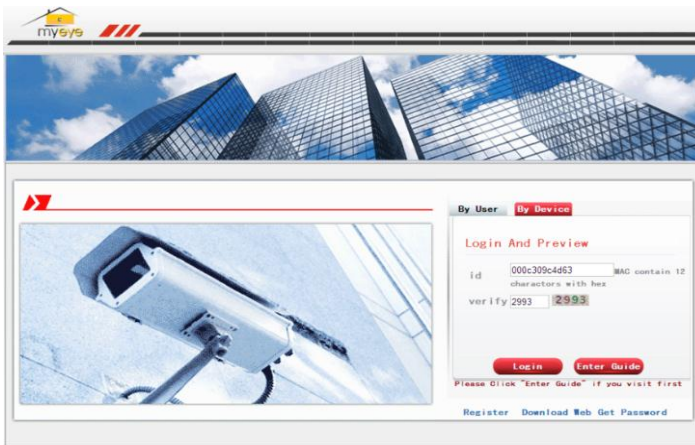 myeye
By User By Device
Login And Preview
id 000c309c4d63 MAC contain 12
characters with hex
verify 2993 2993
Login Enter Guide
Please Click "Enter Guide" if you visit first
Register Download Web Get Password